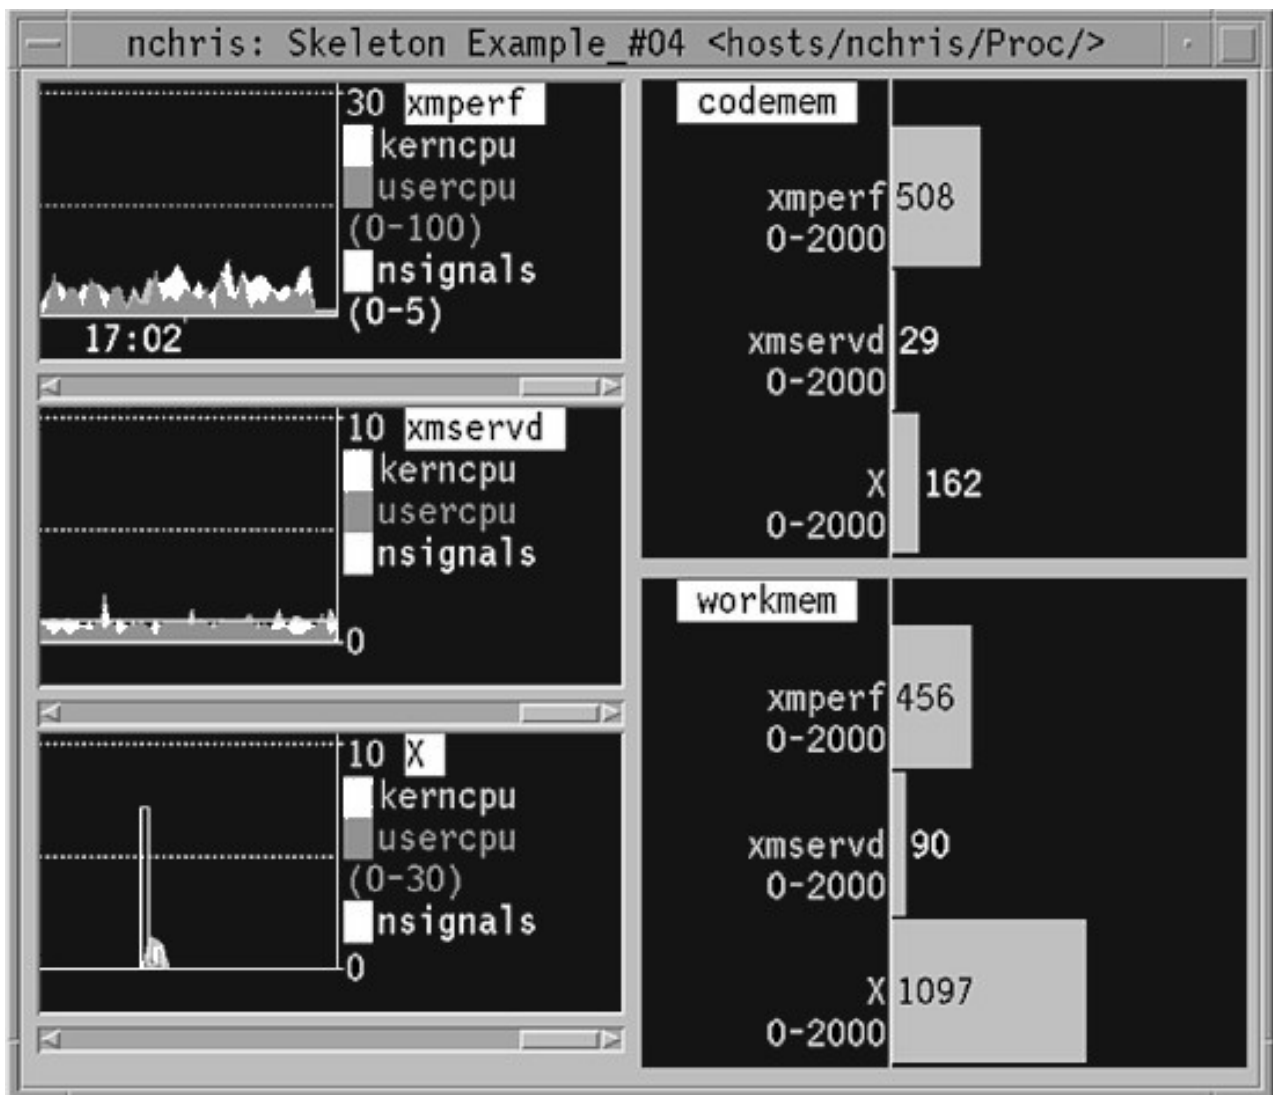 nchris: Skeleton Example_#04 <hosts/nchris/Proc/>
30 xmperf
kerncpu
usercpu
(0-100)
nsignals
(0-5)
17:02
10 xmservd
kerncpu
usercpu
nsignals
0
10 X
kerncpu
usercpu
(0-30)
nsignals
0
codemem
xmperf 508
0-2000
xmservd 29
0-2000
X 162
0-2000
workmem
xmperf 456
0-2000
xmservd 90
0-2000
X 1097
0-2000